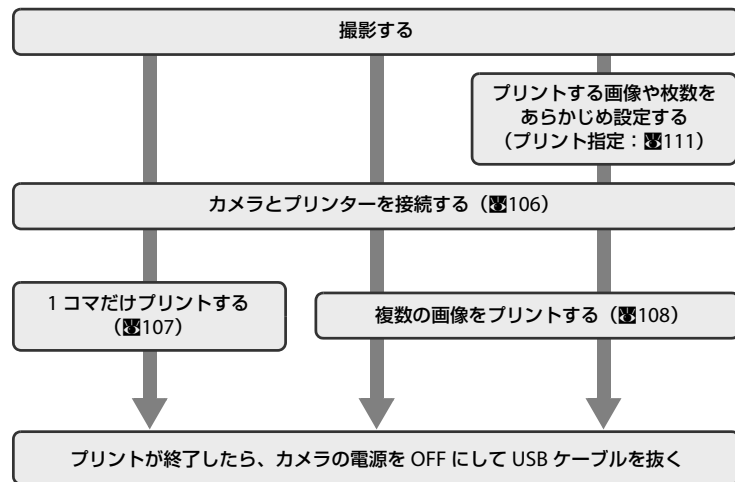 撮影する
プリントする画像や枚数を
あらかじめ設定する
（プリント指定：111）
カメラとプリンターを接続する（106）
1 コマだけプリントする
（107）
複数の画像をプリントする（108）
プリントが終了したら、カメラの電源を OFF にして USB ケーブルを抜く